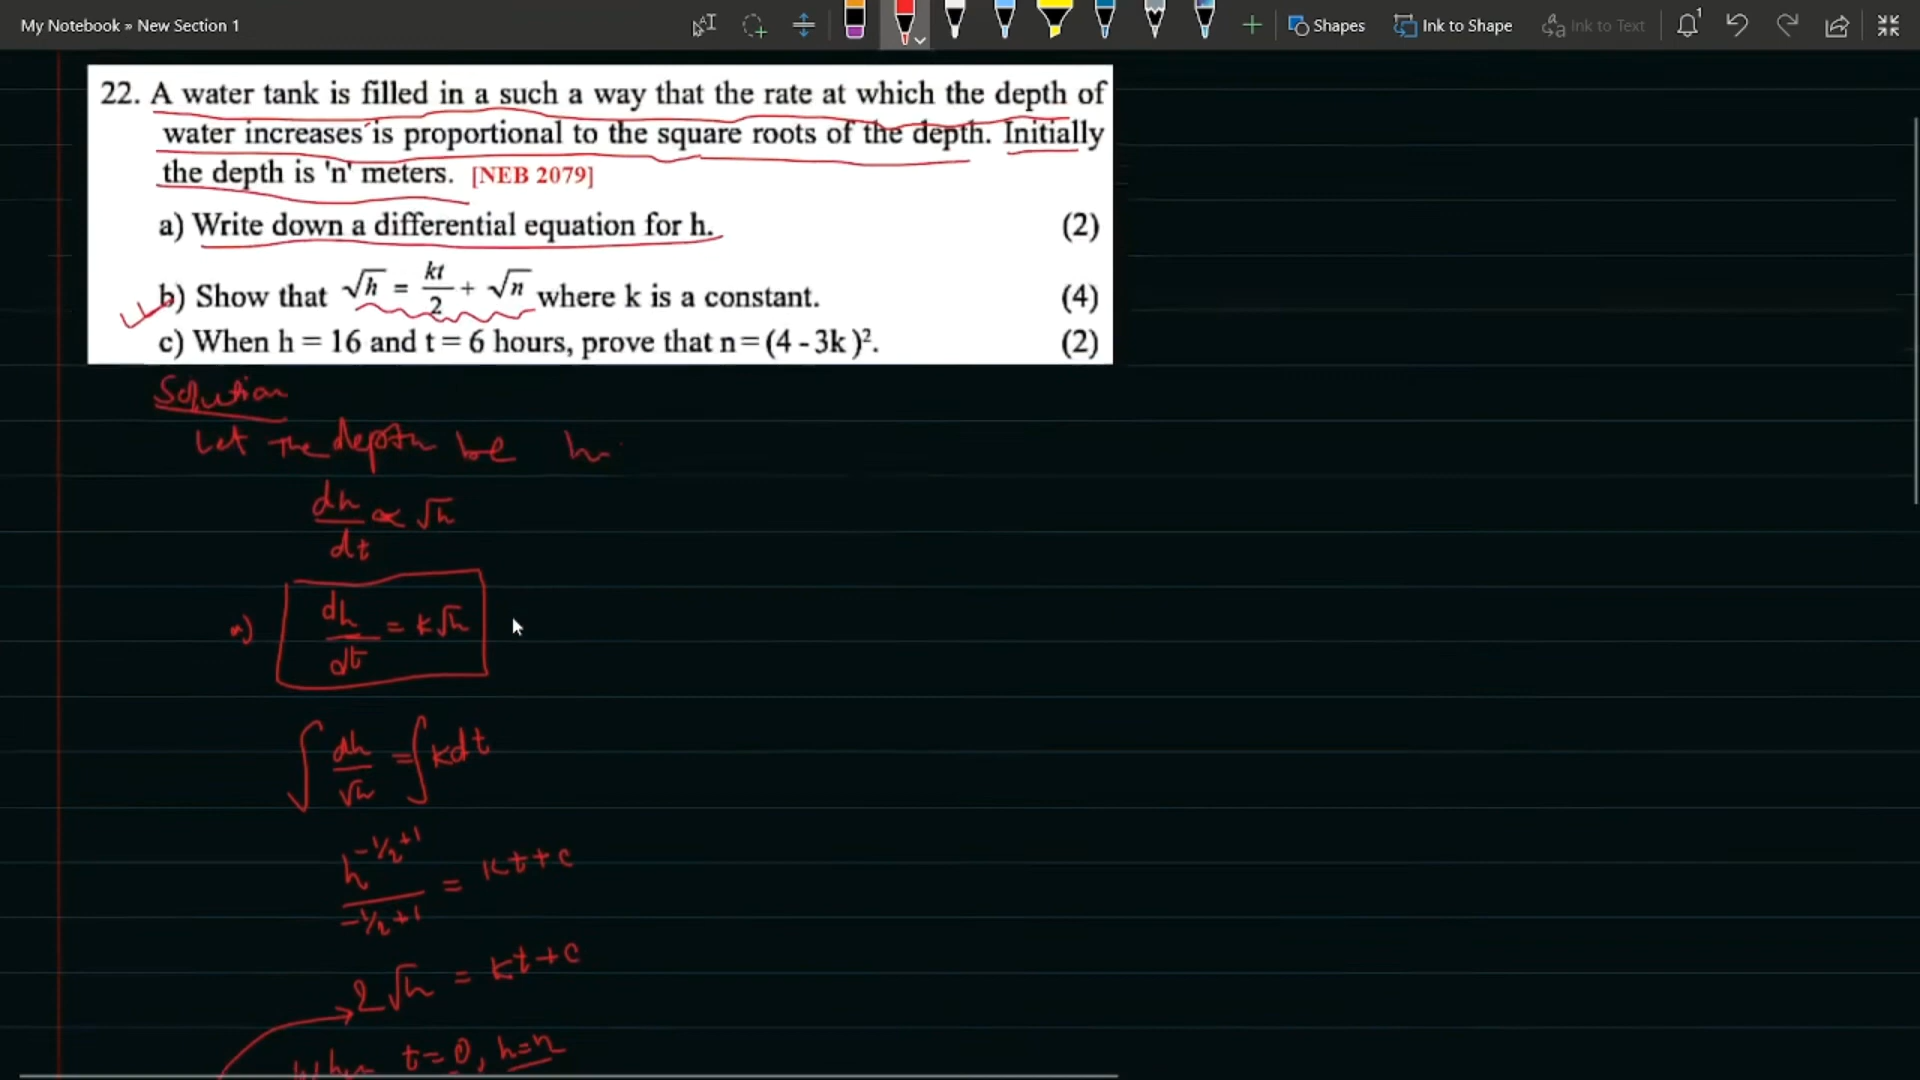 My Notebook » New Section 1
Shapes
Ink to Shape
Ink to Text
1
22. A water tank is filled in a such a way that the rate at which the depth of
water increases is proportional to the square roots of the depth. Initially
the depth is 'n' meters. [NEB 2079]
a) Write down a differential equation for h. (2)
b) Show that √h = kt/2 + √n where k is a constant. (4)
c) When h = 16 and t = 6 hours, prove that n = (4 - 3k )². (2)
Solution
Let The depth be h
dh/dt ∝ √h
a) dh/dt = k√h
∫ dh/√h = ∫ kdt
h^(-1/2+1) / (-1/2+1) = kt+c
2√h = kt+c
When t=0, h=n